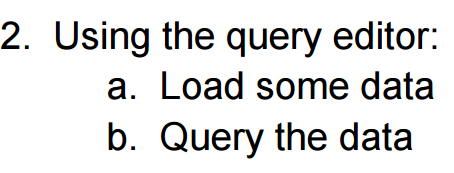 2. Using the query editor:
a. Load some data
b. Query the data